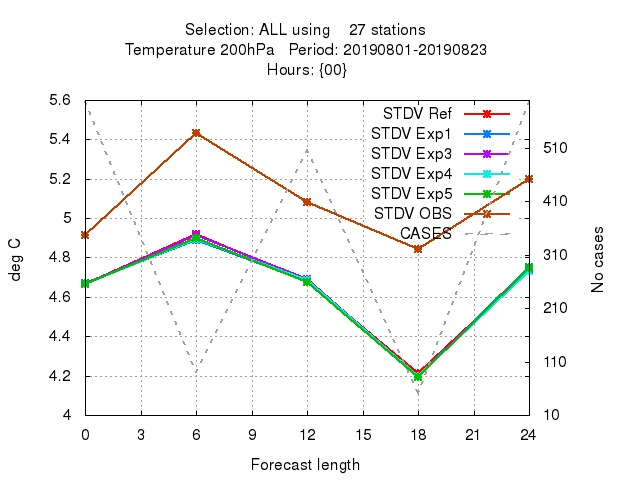 Selection: ALL using 27 stations
Temperature 200hPa Period: 20190801-20190823
Hours: {00}
STDV Ref
STDV Exp1
STDV Exp3
STDV Exp4
STDV Exp5
STDV OBS
CASES
5.6
5.4
5.2
5
4.8
4.6
4.4
4.2
4
deg C
510
410
310
210
110
10
No cases
0 3 6 9 12 15 18 21 24
Forecast length